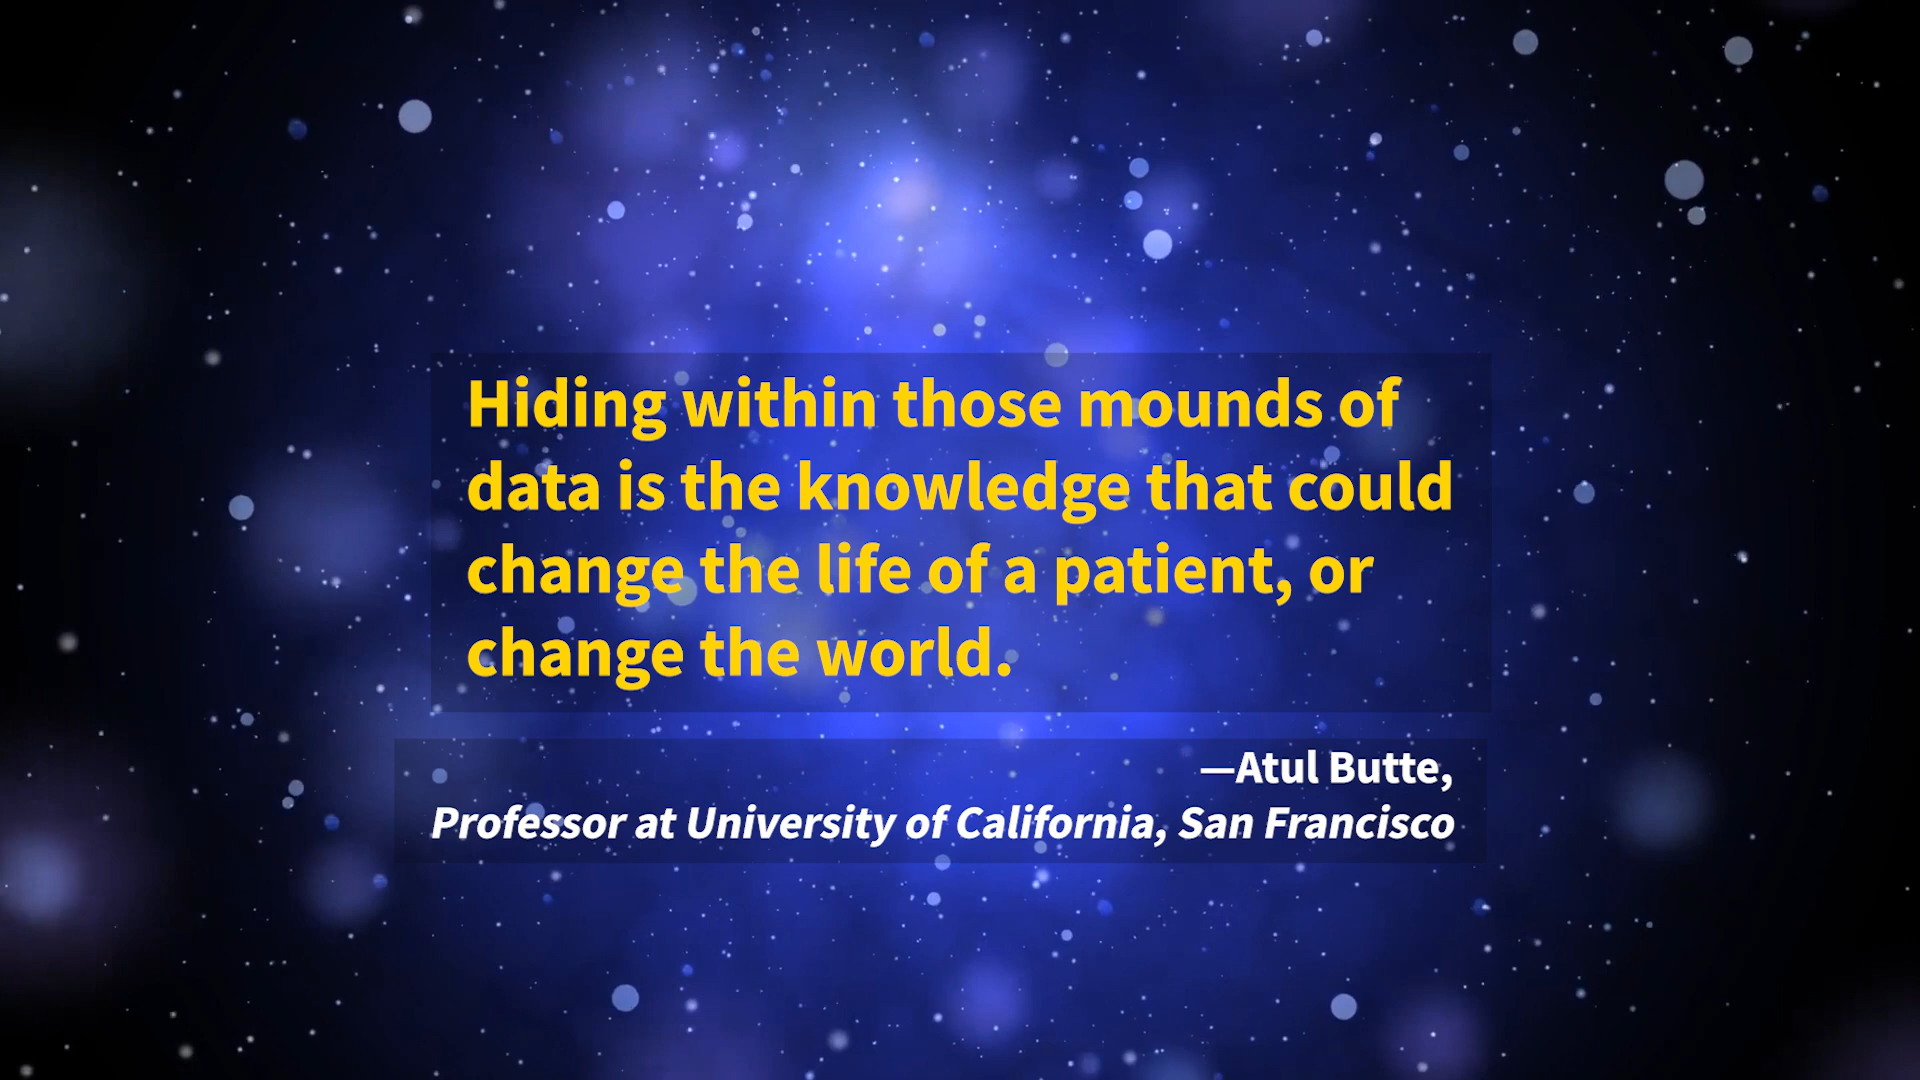 Hiding within those mounds of
data is the knowledge that could
change the life of a patient, or
change the world.
—Atul Butte,
Professor at University of California, San Francisco